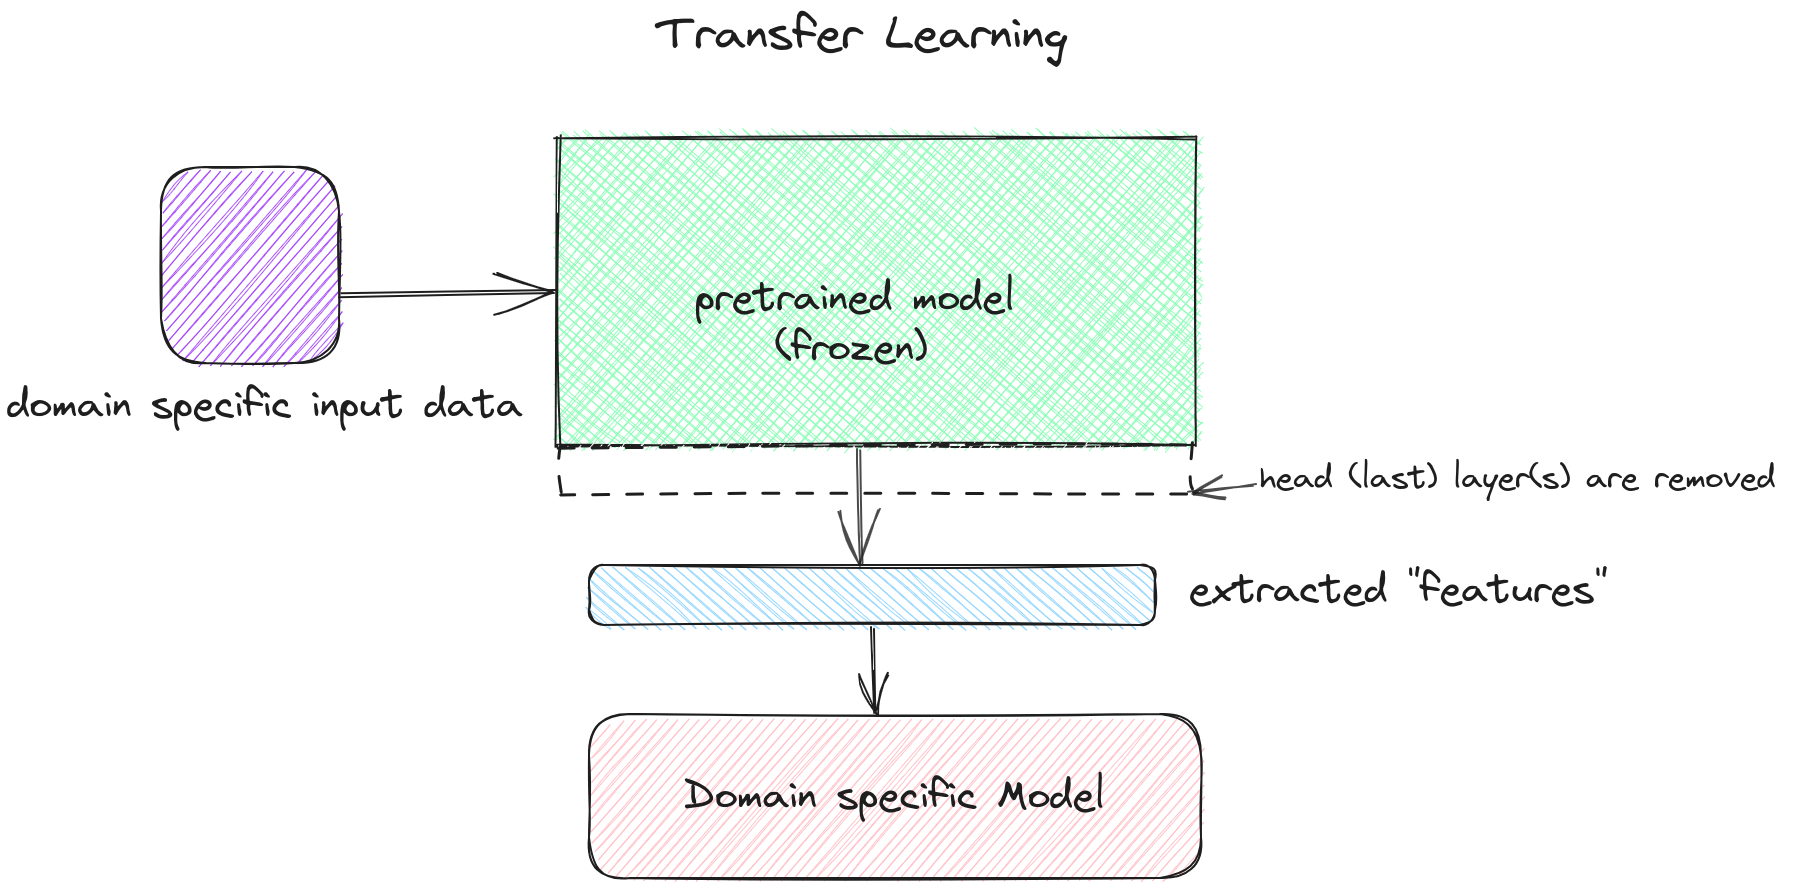 Transfer Learning
pretrained model
(frozen)
domain specific input data
head (last) layer(s) are removed
extracted "features"
Domain specific Model